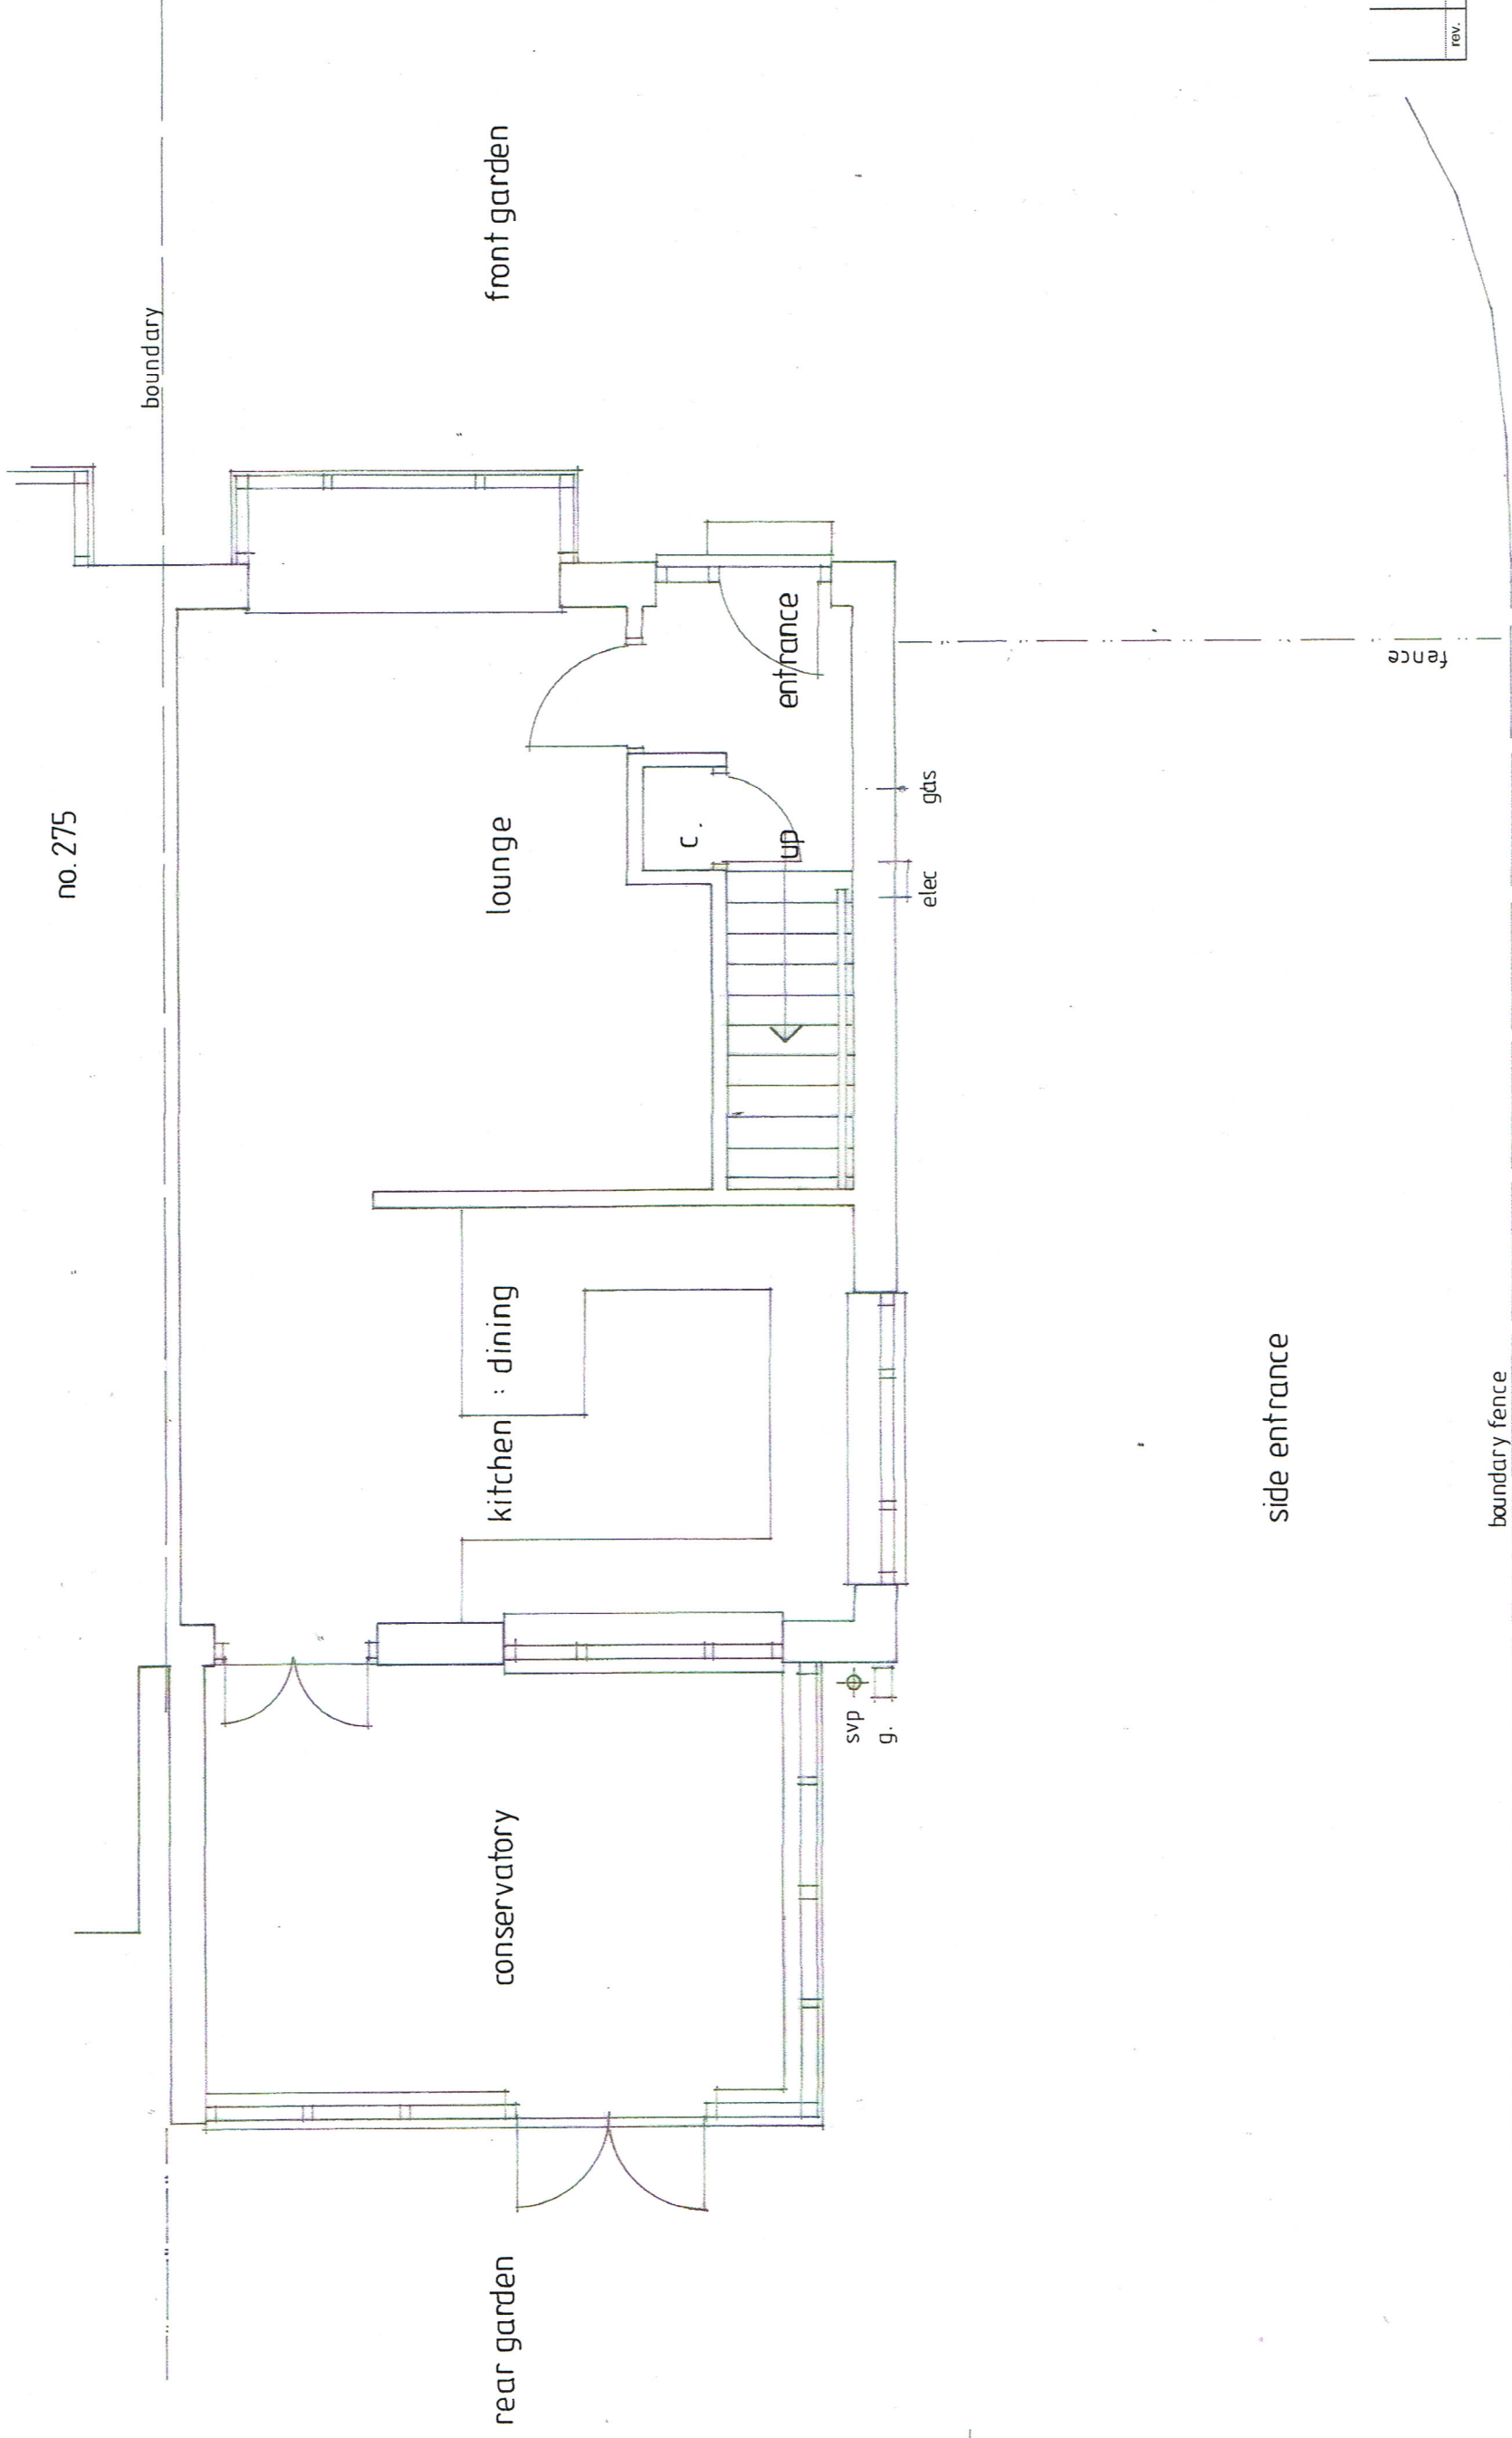 no. 275
boundary
front garden
rev.
lounge
c.
entrance
up
gas
elec
fence
kitchen : dining
side entrance
boundary fence
conservatory
svp
g.
rear garden